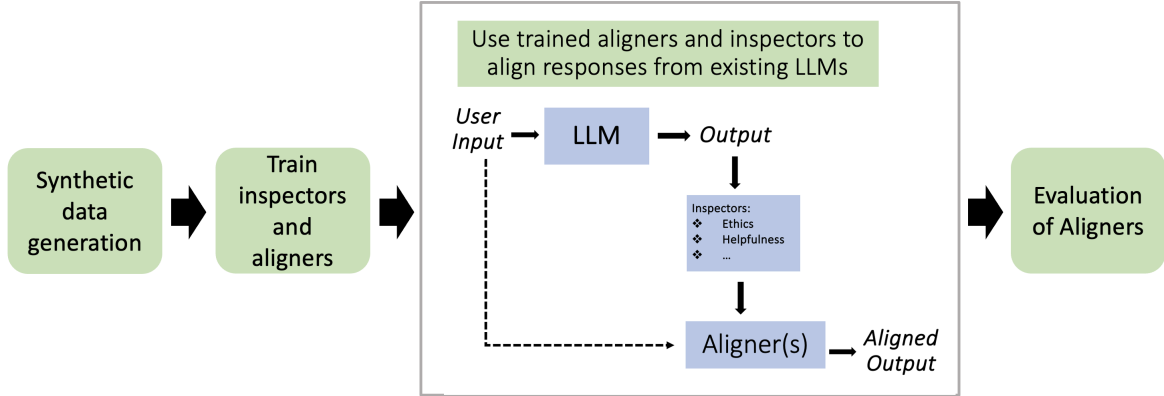 Synthetic
data
generation
Train
inspectors
and
aligners
Use trained aligners and inspectors to
align responses from existing LLMs
User
Input
LLM
Output
Inspectors:
❖ Ethics
❖ Helpfulness
❖ ...
Aligner(s)
Aligned
Output
Evaluation
of Aligners